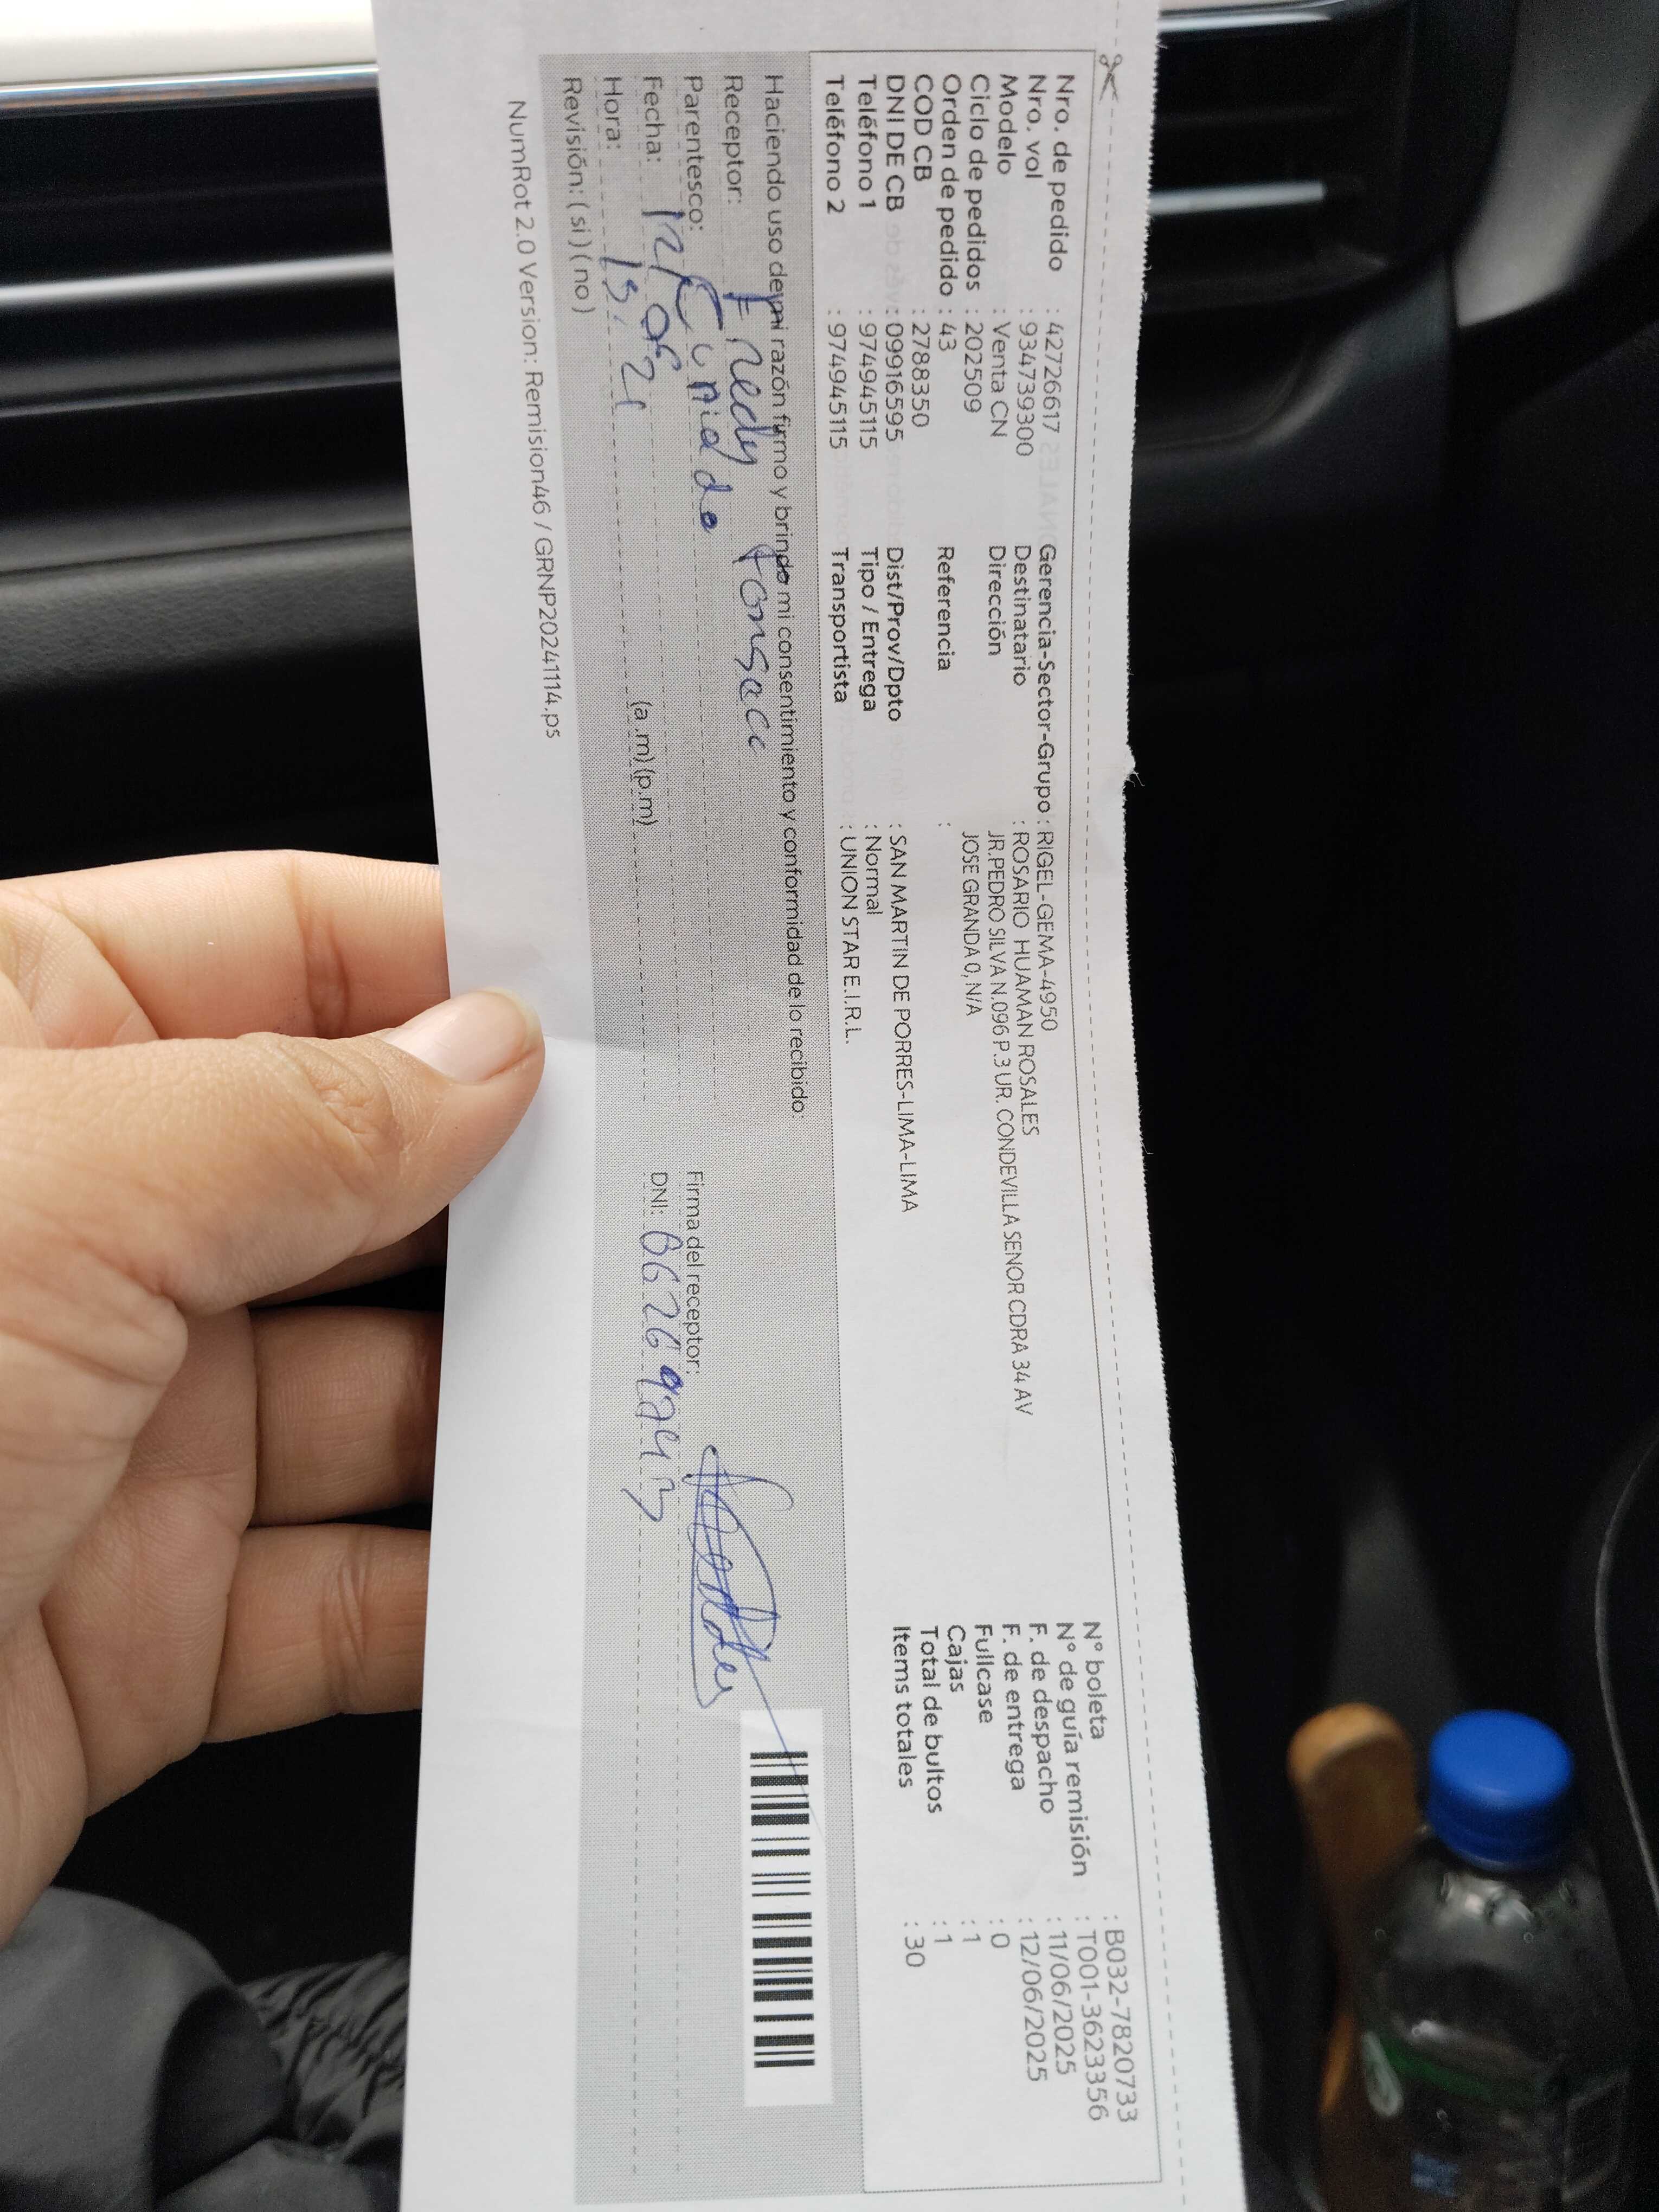 Nro. de pedido : 42726617
Nro. vol : 934739300
Modelo : Venta CN
Ciclo de pedidos : 202509
Orden de pedido : 43
COD CB : 2788350
DNI DE CB : 09916595
Teléfono 1 : 974945115
Teléfono 2 : 974945115
Gerencia-Sector-Grupo : RIGEL-GEMA-4950
Destinatario : ROSARIO HUAMAN ROSALES
Dirección JR.PEDRO SILVA N.096 P.3 UR. CONDEVILLA SENOR CDRA 34 AV
JOSE GRANDA 0, N/A
Referencia :
Dist/Prov/Dpto : SAN MARTIN DE PORRES-LIMA-LIMA
Tipo / Entrega : Normal
Transportista : UNION STAR E.I.R.L.
N° boleta : B032-7820733
N° de guía remisión : T001-3623356
F. de despacho : 11/06/2025
F. de entrega : 12/06/2025
Fullcase : 0
Cajas : 1
Total de bultos : 1
Items totales : 30
Haciendo uso de mi razón firmo y brindo mi consentimiento y conformidad de lo recibido:
Receptor: Fredy
Parentesco: Cuñado
Fecha:
Hora: (a.m) (p.m)
Revisión: ( si ) ( no )
Firma del receptor:
DNI:
NumRot 2.0 Version: Remision46 / GRNP20241114.ps